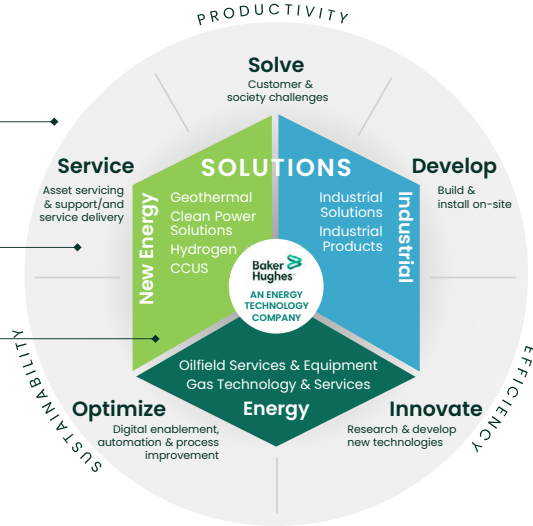 PRODUCTIVITY
Solve
Customer &
society challenges
Service
Asset servicing
& support/and
service delivery
Develop
Build &
install on-site
SOLUTIONS
New Energy
Geothermal
Clean Power
Solutions
Hydrogen
CCUS
Industrial
Solutions
Industrial
Products
Industrial
Baker
Hughes
AN ENERGY
TECHNOLOGY
COMPANY
Oilfield Services & Equipment
Gas Technology & Services
Energy
Optimize
Digital enablement,
automation & process
improvement
Innovate
Research & develop
new technologies
SUSTAINABILITY
EFFICIENCY